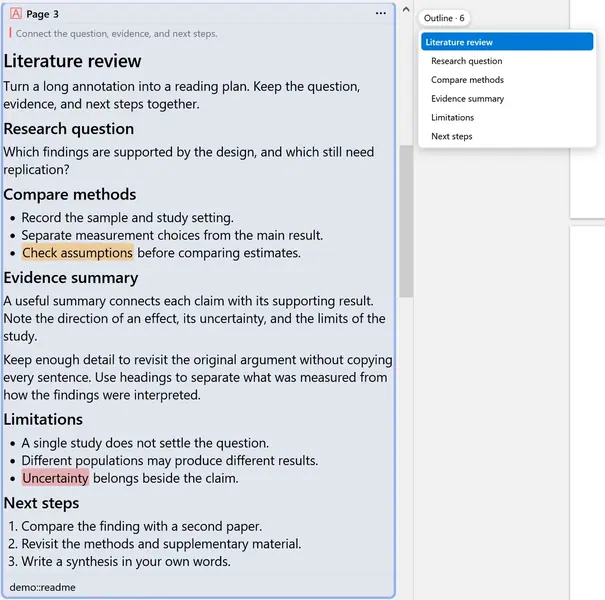 Page 3
Connect the question, evidence, and next steps.
Literature review
Turn a long annotation into a reading plan. Keep the question,
evidence, and next steps together.
Research question
Which findings are supported by the design, and which still need
replication?
Compare methods
• Record the sample and study setting.
• Separate measurement choices from the main result.
• Check assumptions before comparing estimates.
Evidence summary
A useful summary connects each claim with its supporting result.
Note the direction of an effect, its uncertainty, and the limits of the
study.
Keep enough detail to revisit the original argument without copying
every sentence. Use headings to separate what was measured from
how the findings were interpreted.
Limitations
• A single study does not settle the question.
• Different populations may produce different results.
• Uncertainty belongs beside the claim.
Next steps
1. Compare the finding with a second paper.
2. Revisit the methods and supplementary material.
3. Write a synthesis in your own words.
demo::readme
Outline · 6
Literature review
Research question
Compare methods
Evidence summary
Limitations
Next steps